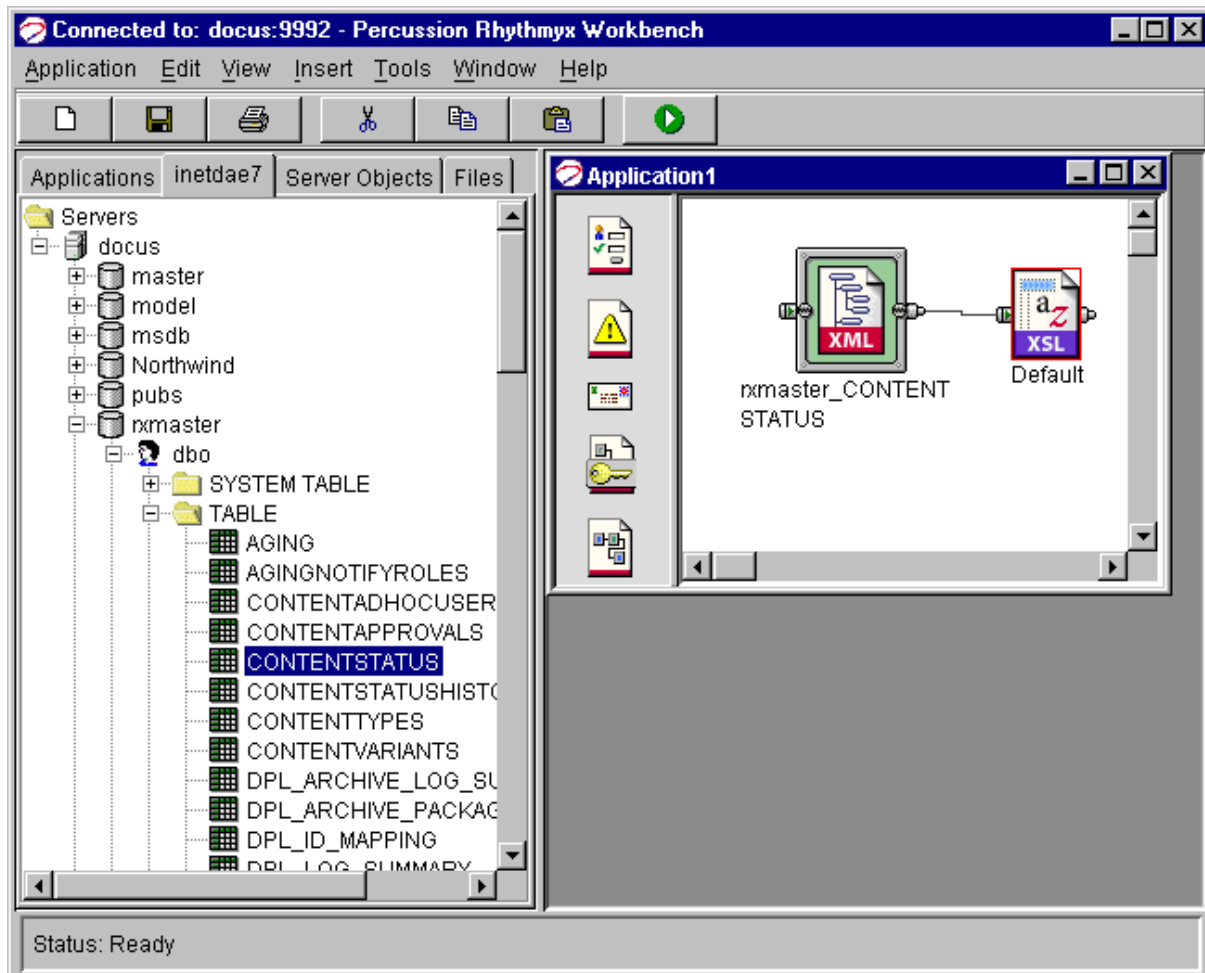 Connected to: docus:9992 - Percussion Rhythmyx Workbench
Application Edit View Insert Tools Window Help
Applications inetdae7 Server Objects Files
Servers
docus
master
model
msdb
Northwind
pubs
rxmaster
dbo
SYSTEM TABLE
TABLE
AGING
AGINGNOTIFYROLES
CONTENTADHOCUSER
CONTENTAPPROVALS
CONTENTSTATUS
CONTENTSTATUSHISTO
CONTENTTYPES
CONTENTVARIANTS
DPL_ARCHIVE_LOG_SU
DPL_ARCHIVE_PACKAG
DPL_ID_MAPPING
DPL_LOG_SUMMARY
Application1
XML
rxmaster_CONTENT
STATUS
a
z
XSL
Default
Status: Ready